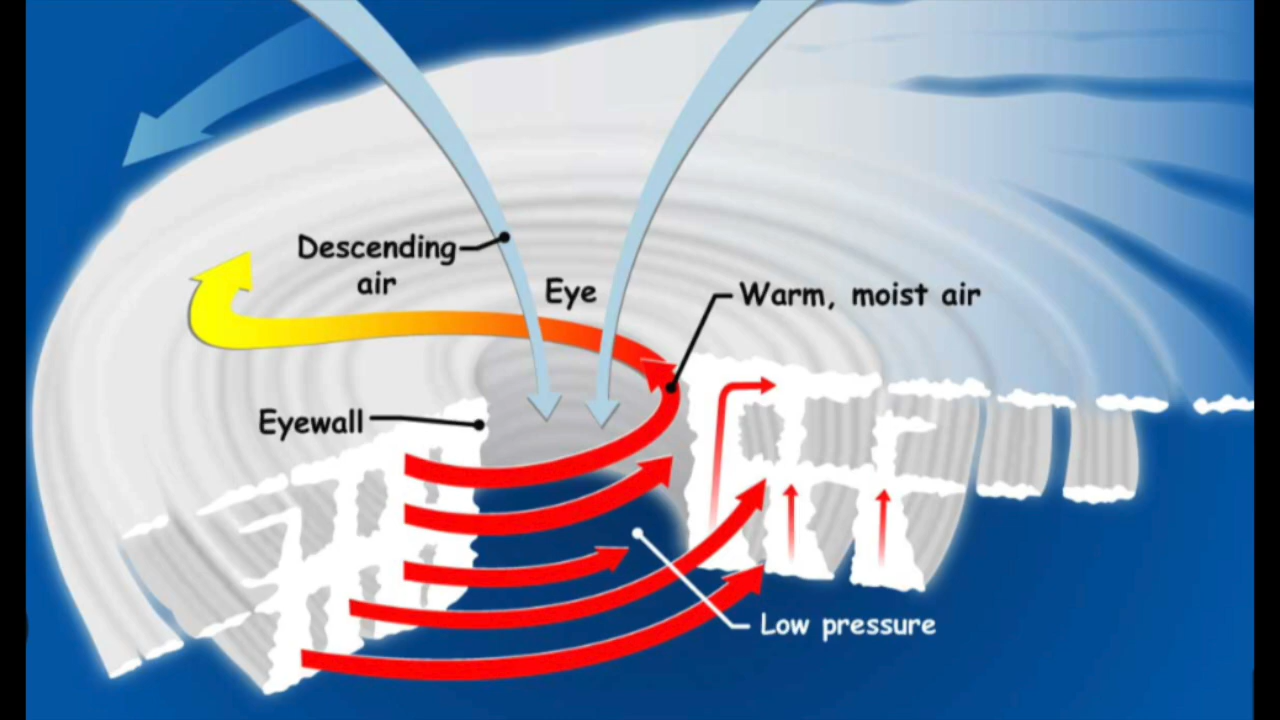 Descending
air
Eye
Warm, moist air
Eyewall
Low pressure